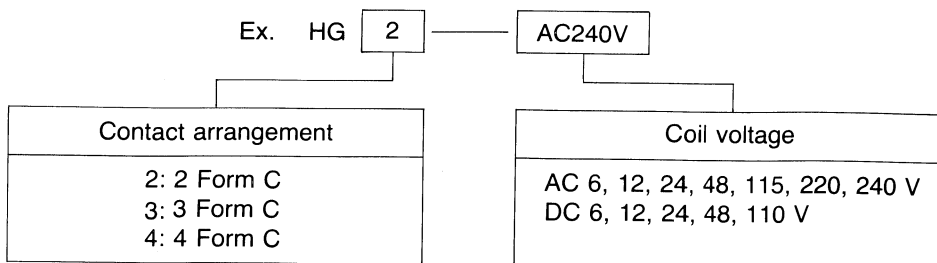 Ex. HG 2 AC240V
Contact arrangement
2: 2 Form C
3: 3 Form C
4: 4 Form C
Coil voltage
AC 6, 12, 24, 48, 115, 220, 240 V
DC 6, 12, 24, 48, 110 V